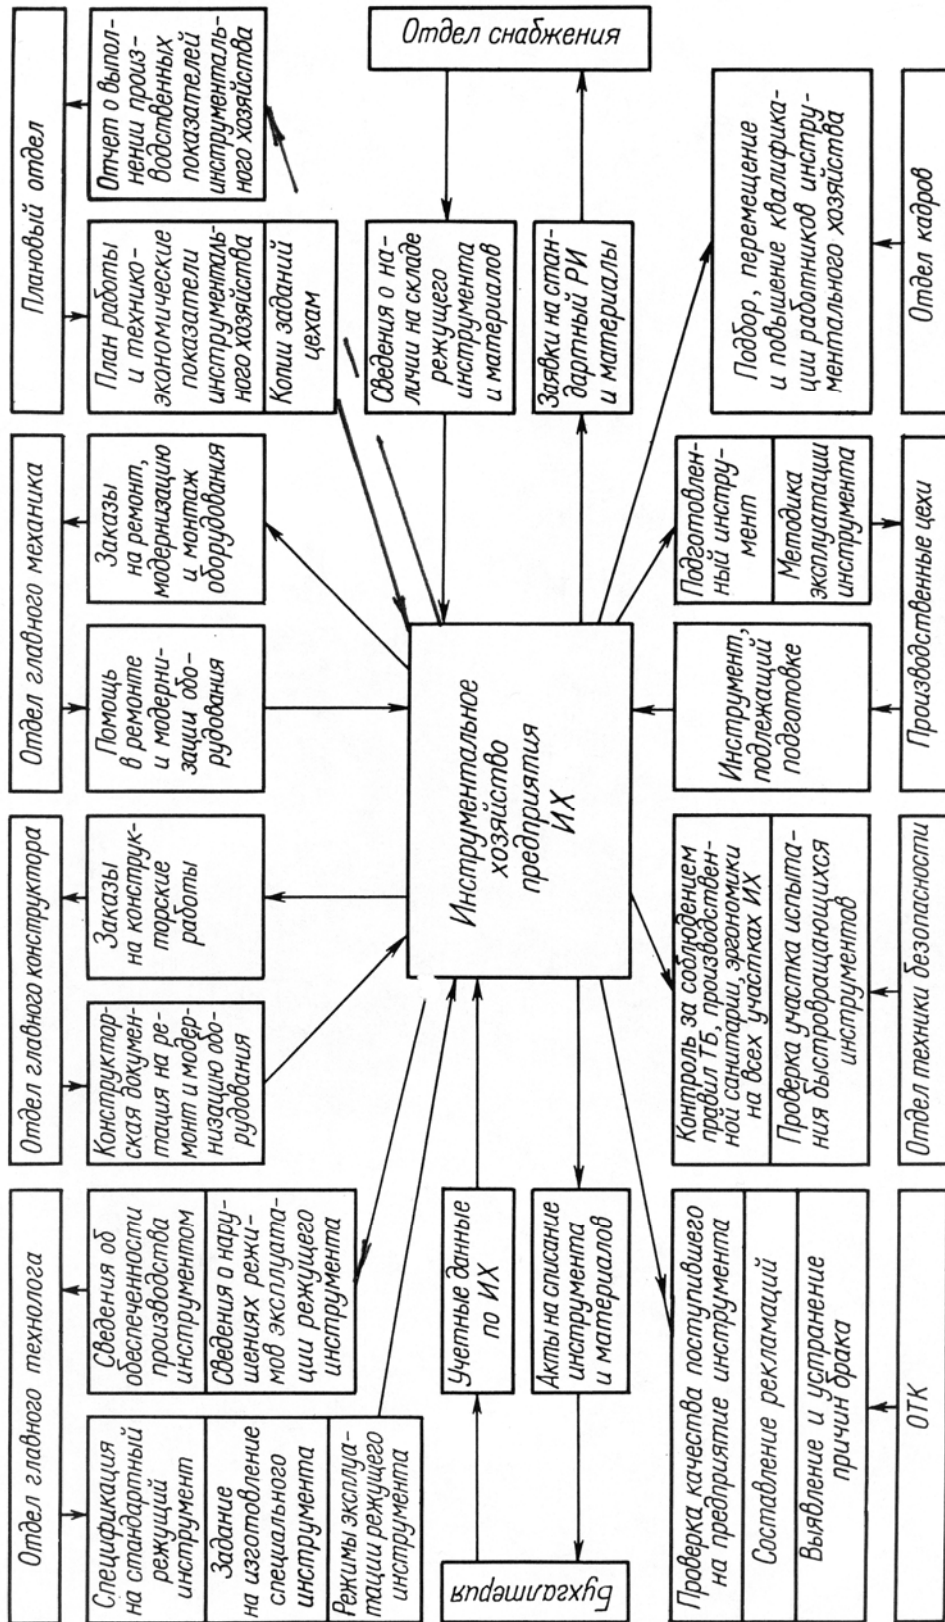 Отдел главного технолога
Отдел главного конструктора
Отдел главного механика
Плановый отдел
Спецификация
на стандартный
режущий
инструмент
Задание
на изготовление
специального
инструмента
Режимы эксплуа-
тации режущего
инструмента
Сведения об
обеспеченности
производства
инструментом
Сведения о нару-
шениях режи-
мов эксплуата-
ции режущего
инструмента
Конструктор-
ская докумен-
тация на ре-
монт и модер-
низацию обо-
рудования
Заказы
на конструк-
торские
работы
Помощь
в ремонте
и модерни-
зации обо-
рудования
Заказы
на ремонт,
модернизацию
и монтаж
оборудования
План работы
и технико-
экономические
показатели
инструменталь-
ного хозяйства
Копии заданий
цехам
Отчет о выпол-
нении произ-
водственных
показателей
инструменталь-
ного хозяйства
Бухгалтерия
Учетные данные
по ИХ
Акты на списание
инструмента
и материалов
Инструментальное
хозяйство
предприятия
ИХ
Сведения о на-
личии на складе
режущего
инструмента
и материалов
Заявки на стан-
дартный РИ
и материалы
Отдел снабжения
Проверка качества поступившего
на предприятие инструмента
Составление рекламаций
Выявление и устранение
причин брака
Контроль за соблюдением
правил ТБ, производствен-
ной санитарии, эргономики
на всех участках ИХ
Проверка участка испыта-
ния быстровращающихся
инструментов
Инструмент,
подлежащий
подготовке
Подготовлен-
ный инстру-
мент
Методика
эксплуатации
инструмента
Подбор, перемещение
и повышение квалифика-
ции работников инстру-
ментального хозяйства
ОТК
Отдел техники безопасности
Производственные цехи
Отдел кадров